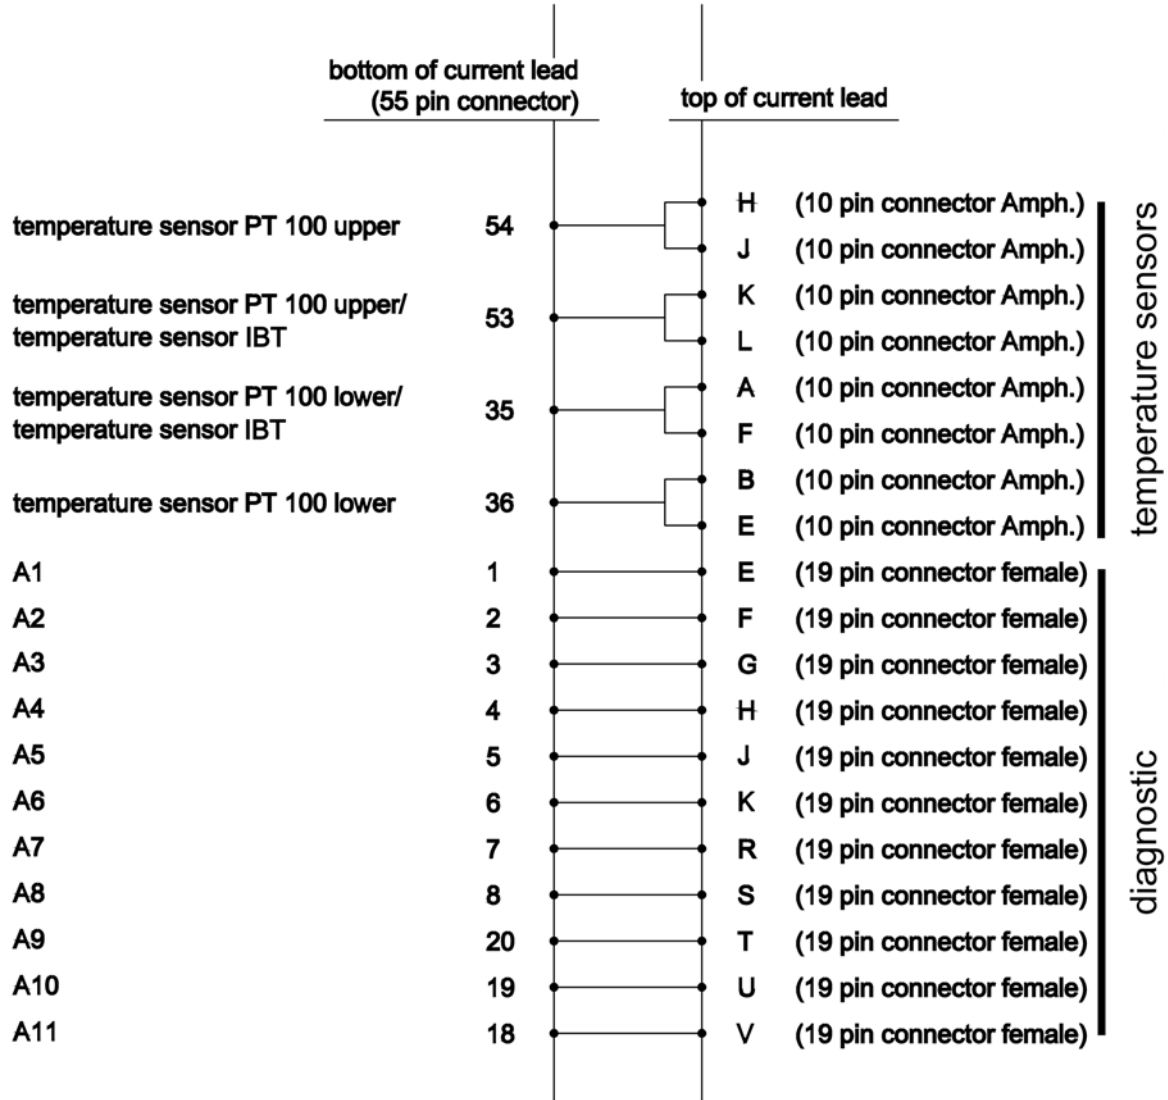 bottom of current lead
(55 pin connector)
top of current lead
temperature sensor PT 100 upper 54 H (10 pin connector Amph.)
J (10 pin connector Amph.)
temperature sensor PT 100 upper/
temperature sensor IBT 53 K (10 pin connector Amph.)
L (10 pin connector Amph.)
temperature sensor PT 100 lower/
temperature sensor IBT 35 A (10 pin connector Amph.)
F (10 pin connector Amph.)
temperature sensor PT 100 lower 36 B (10 pin connector Amph.)
E (10 pin connector Amph.)
A1 1 E (19 pin connector female)
A2 2 F (19 pin connector female)
A3 3 G (19 pin connector female)
A4 4 H (19 pin connector female)
A5 5 J (19 pin connector female)
A6 6 K (19 pin connector female)
A7 7 R (19 pin connector female)
A8 8 S (19 pin connector female)
A9 20 T (19 pin connector female)
A10 19 U (19 pin connector female)
A11 18 V (19 pin connector female)
temperature sensors
diagnostic